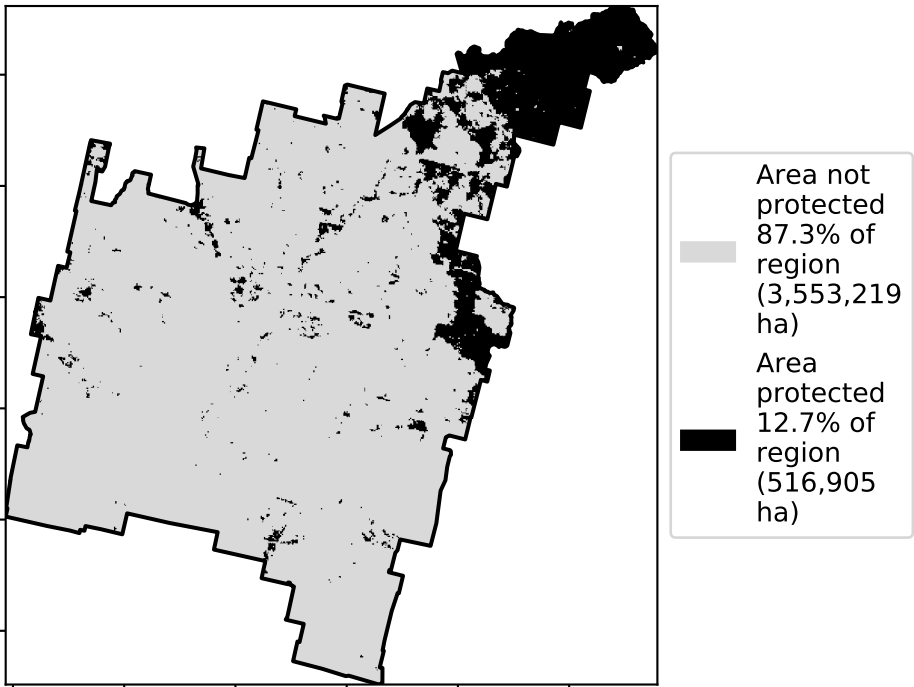 Area not
protected
87.3% of
region
(3,553,219
ha)
Area
protected
12.7% of
region
(516,905
ha)